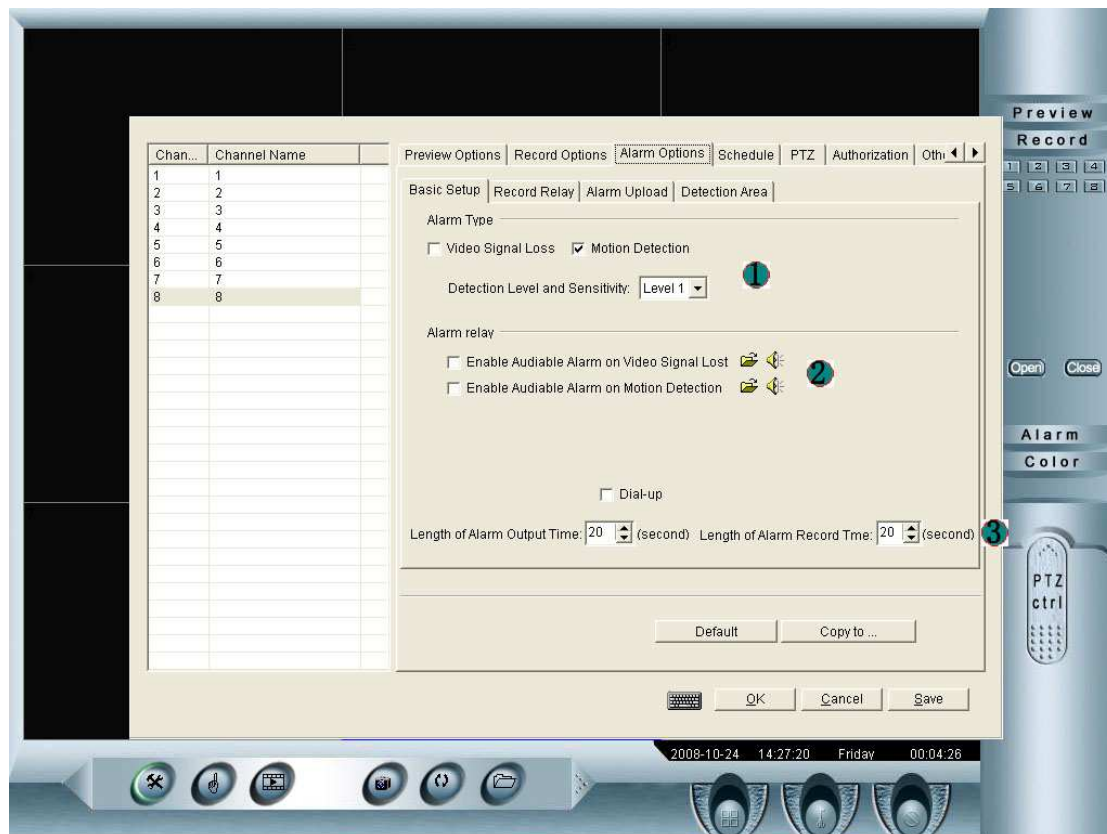 Preview
Record
1 2 3 4
5 6 7 8
Open Close
Alarm
Color
PTZ
ctrl
Chan... Channel Name
1 1
2 2
3 3
4 4
5 5
6 6
7 7
8 8
Preview Options Record Options Alarm Options Schedule PTZ Authorization Othe
Basic Setup Record Relay Alarm Upload Detection Area
Alarm Type
Video Signal Loss Motion Detection
Detection Level and Sensitivity: Level 1
1
Alarm relay
Enable Audiable Alarm on Video Signal Lost
Enable Audiable Alarm on Motion Detection
2
Dial-up
Length of Alarm Output Time: 20 (second) Length of Alarm Record Tme: 20 (second)
3
Default Copy to ...
OK Cancel Save
2008-10-24 14:27:20 Friday 00:04:26